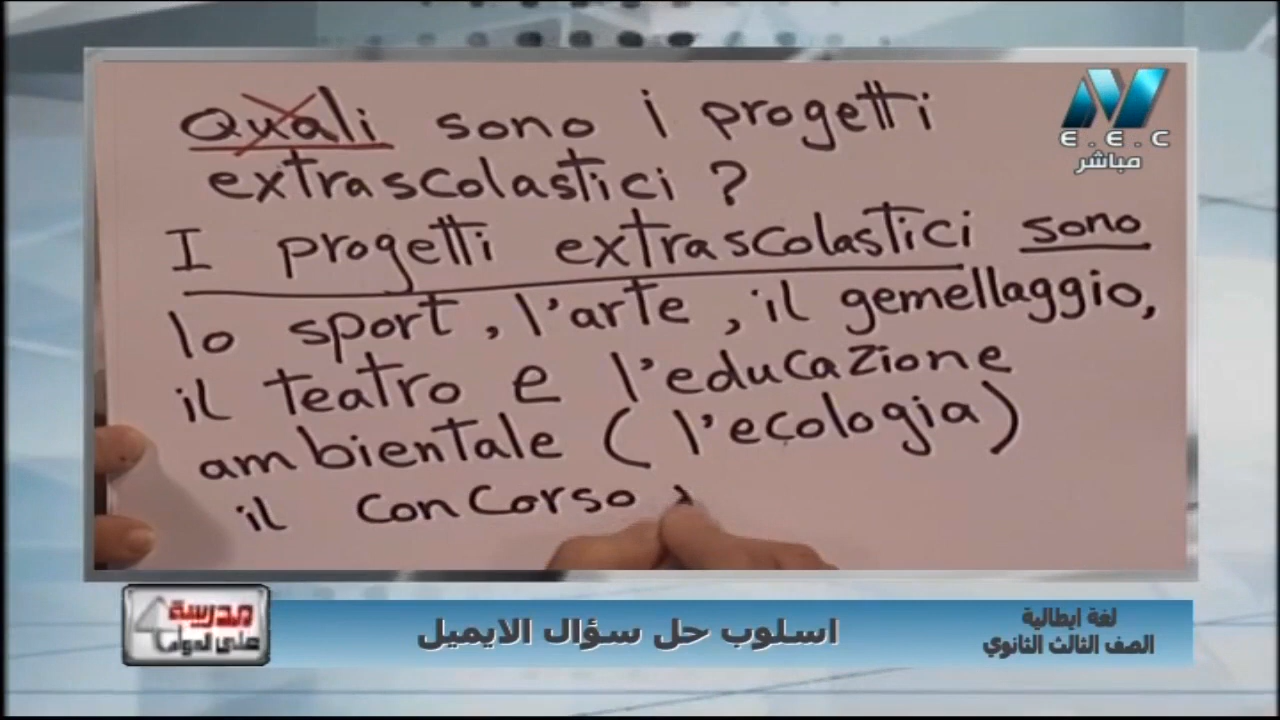 Quali sono i progetti
extrascolastici ?
I progetti extrascolastici sono
lo sport, l'arte, il gemellaggio,
il teatro e l'educazione
ambientale ( l'ecologia)
il concorso
E.E.C
مباشر
مدرسة
على الهواء
اسلوب حل سؤال الايميل
لغة ايطالية
الصف الثالث الثانوي